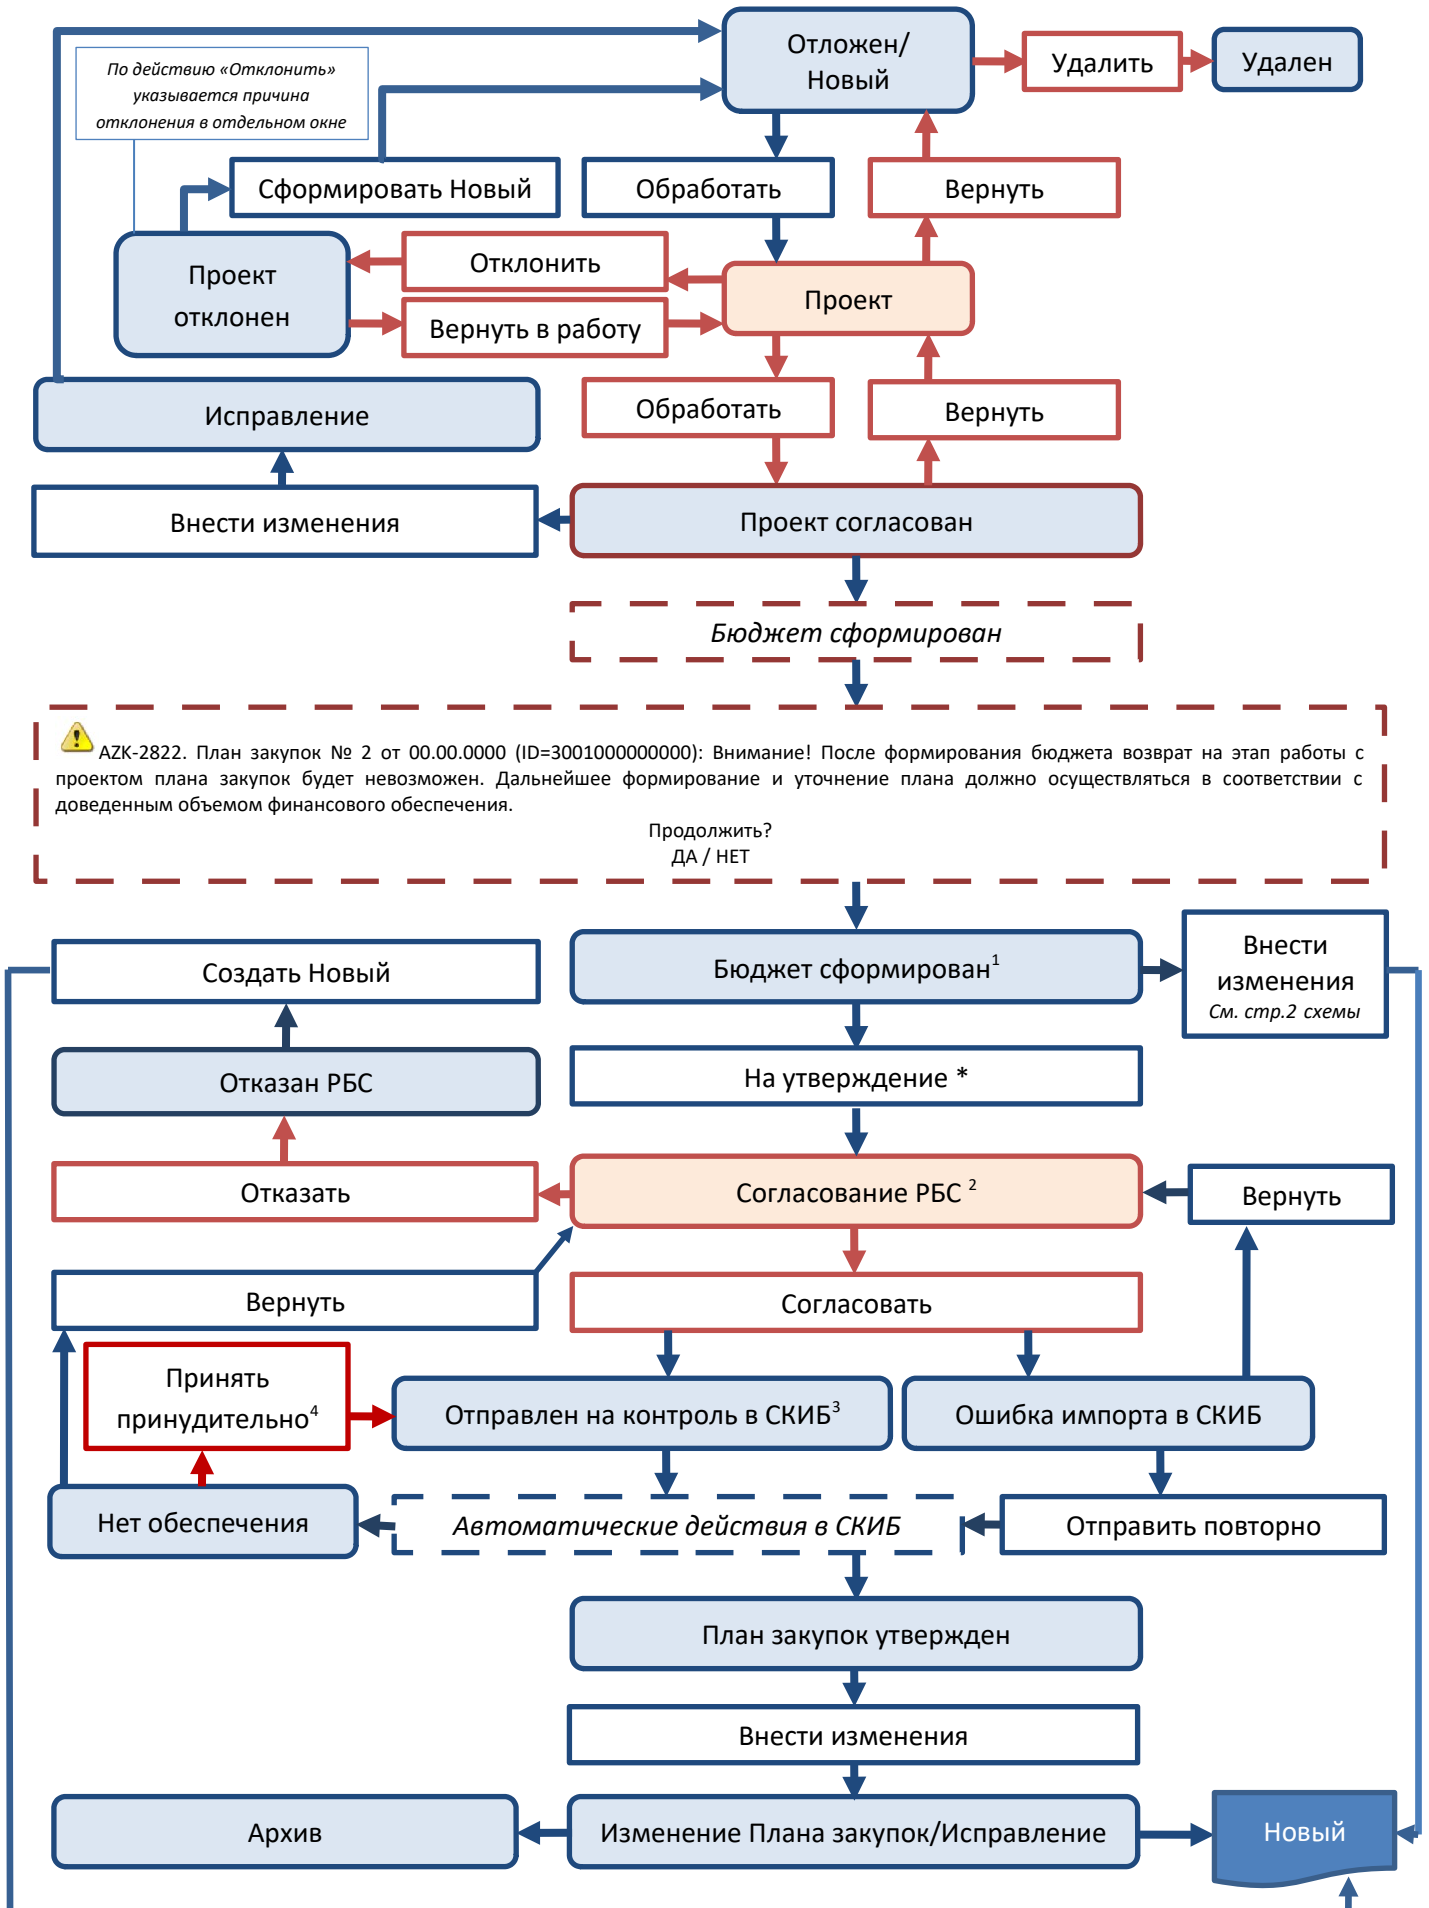 Отложен/
Новый
Удалить
Удален
По действию «Отклонить»
указывается причина
отклонения в отдельном окне
Сформировать Новый
Обработать
Вернуть
Проект
отклонен
Отклонить
Вернуть в работу
Проект
Обработать
Вернуть
Исправление
Внести изменения
Проект согласован
Бюджет сформирован
AZK-2822. План закупок № 2 от 00.00.0000 (ID=3001000000000): Внимание! После формирования бюджета возврат на этап работы с
проектом плана закупок будет невозможен. Дальнейшее формирование и уточнение плана должно осуществляться в соответствии с
доведенным объемом финансового обеспечения.
Продолжить?
ДА / НЕТ
Создать Новый
Бюджет сформирован¹
Внести
изменения
См. стр.2 схемы
Отказан РБС
На утверждение *
Отказать
Согласование РБС ²
Вернуть
Вернуть
Согласовать
Принять
принудительно⁴
Отправлен на контроль в СКИБ³
Ошибка импорта в СКИБ
Нет обеспечения
Автоматические действия в СКИБ
Отправить повторно
План закупок утвержден
Внести изменения
Архив
Изменение Плана закупок/Исправление
Новый